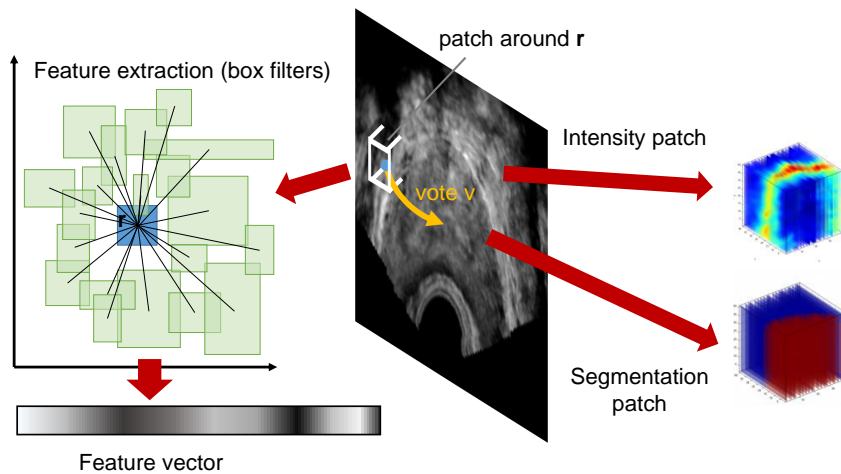 patch around r
Feature extraction (box filters)
Intensity patch
vote v
r
Segmentation
patch
Feature vector